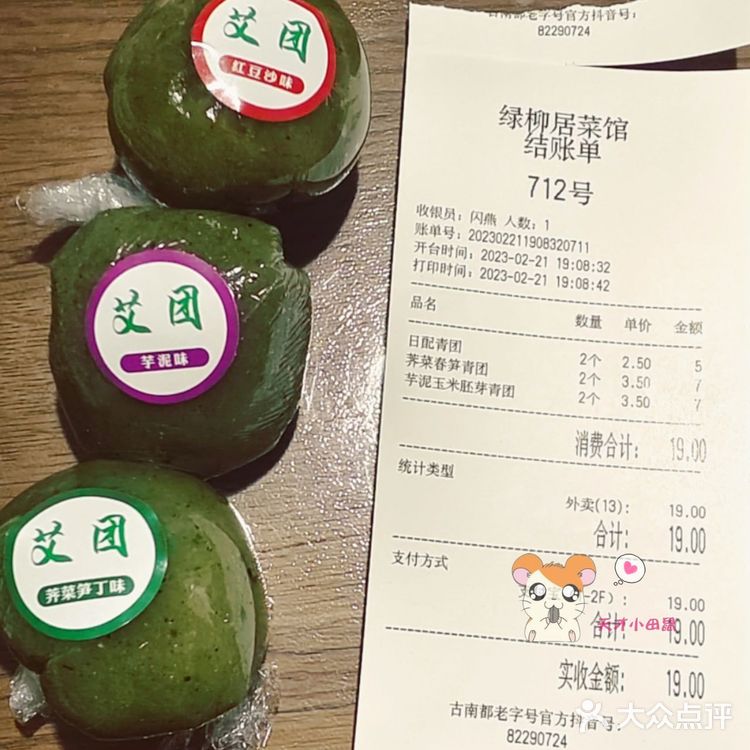 艾团
红豆沙味
艾团
芋泥味
艾团
荠菜笋丁味
古南都老字号官方抖音号:
82290724
绿柳居菜馆
结账单
712号
收银员: 闪燕 人数: 1
账单号: 202302211908320711
开台时间: 2023-02-21 19:08:32
打印时间: 2023-02-21 19:08:42
品名 数量 单价 金额
日配青团 2个 2.50 5
荠菜春笋青团 2个 3.50 7
芋泥玉米胚芽青团 2个 3.50 7
消费合计: 19.00
统计类型
外卖(13): 19.00
合计: 19.00
支付方式
-2F): 19.00
合计: 19.00
天才小田鼠
实收金额: 19.00
古南都老字号官方抖音号:
82290724
大众点评